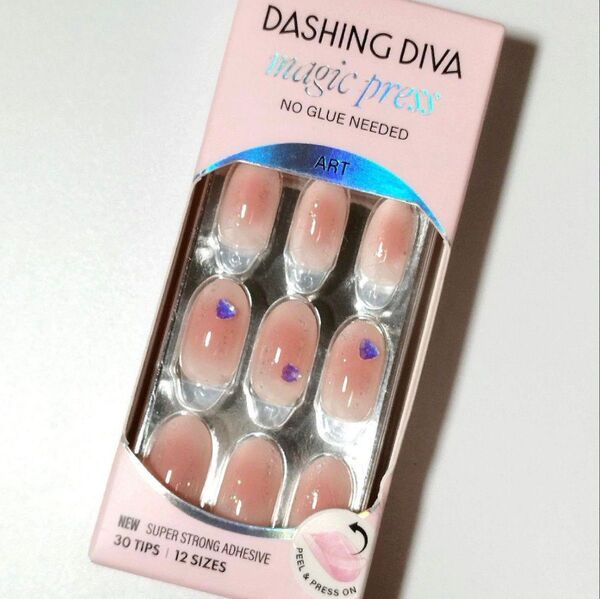 DASHING DIVA
magic press
NO GLUE NEEDED
ART
NEW SUPER STRONG ADHESIVE
30 TIPS | 12 SIZES
PEEL & PRESS ON